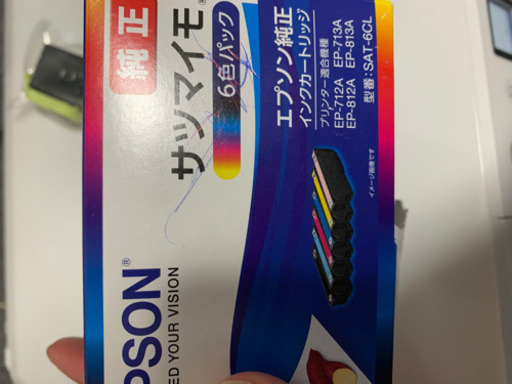 純正
サツマイモ®
6色パック
エプソン純正
インクカートリッジ
プリンター適合機種
EP-712A EP-713A
EP-812A EP-813A
型番:SAT-6CL
イメージ画像です
PSON®
ED YOUR VISION